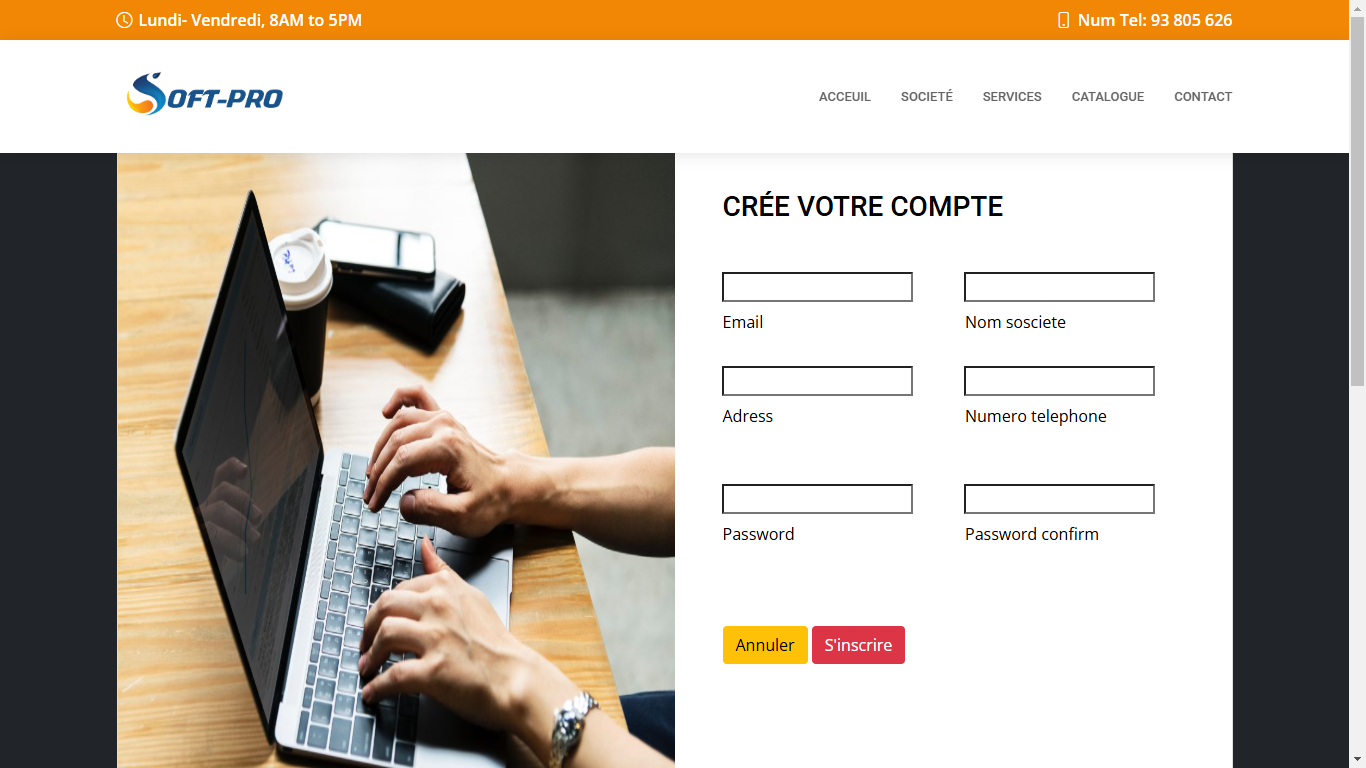 Lundi- Vendredi, 8AM to 5PM
Num Tel: 93 805 626
SOFT-PRO
ACCEUIL SOCIETÉ SERVICES CATALOGUE CONTACT
CRÉE VOTRE COMPTE
Email Nom sosciete
Adress Numero telephone
Password Password confirm
Annuler S'inscrire